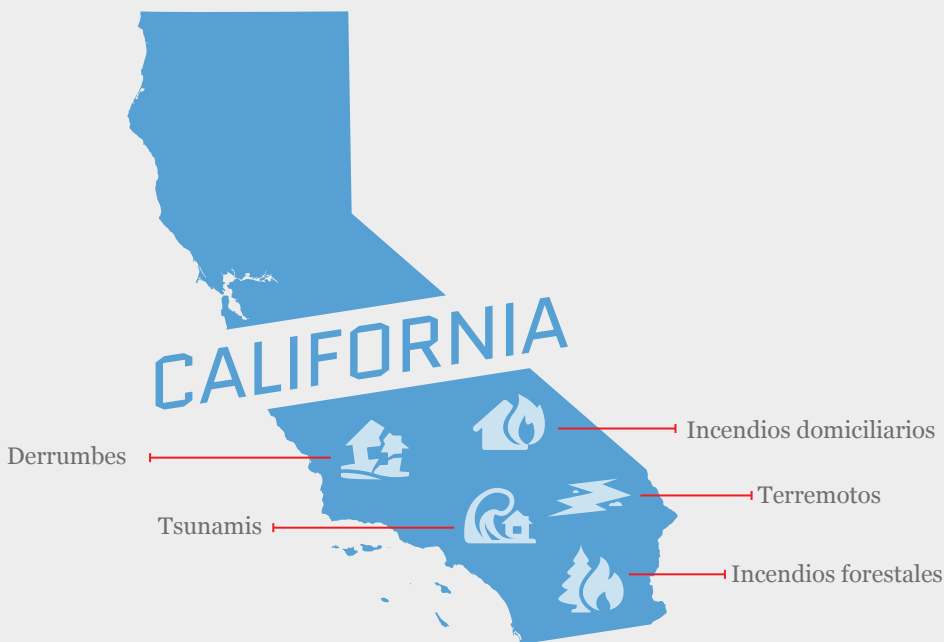 CALIFORNIA
Incendios domiciliarios
Derrumbes
Terremotos
Tsunamis
Incendios forestales